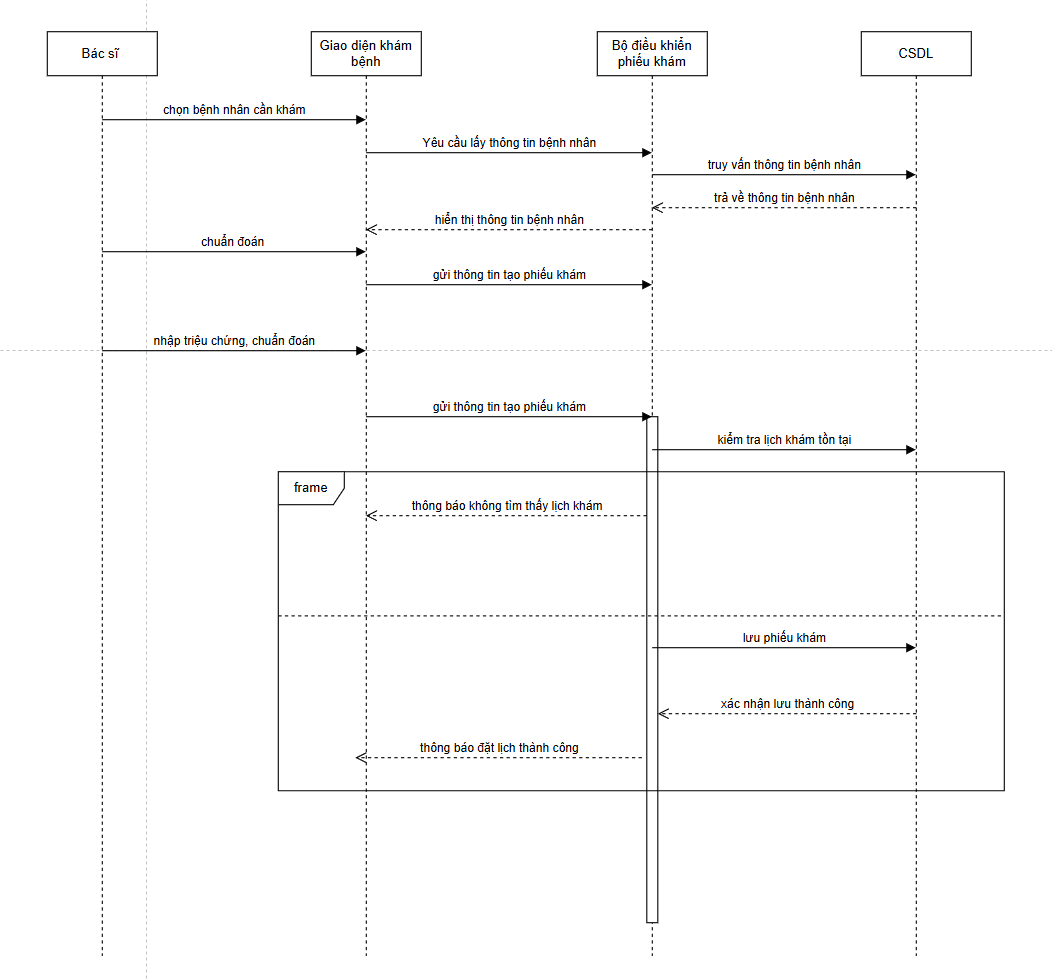 Bác sĩ
Giao diện khám
bệnh
Bộ điều khiển
phiếu khám
CSDL
chọn bệnh nhân cần khám
Yêu cầu lấy thông tin bệnh nhân
truy vấn thông tin bệnh nhân
trả về thông tin bệnh nhân
hiển thị thông tin bệnh nhân
chuẩn đoán
gửi thông tin tạo phiếu khám
nhập triệu chứng, chuẩn đoán
gửi thông tin tạo phiếu khám
kiểm tra lịch khám tồn tại
frame
thông báo không tìm thấy lịch khám
lưu phiếu khám
xác nhận lưu thành công
thông báo đặt lịch thành công